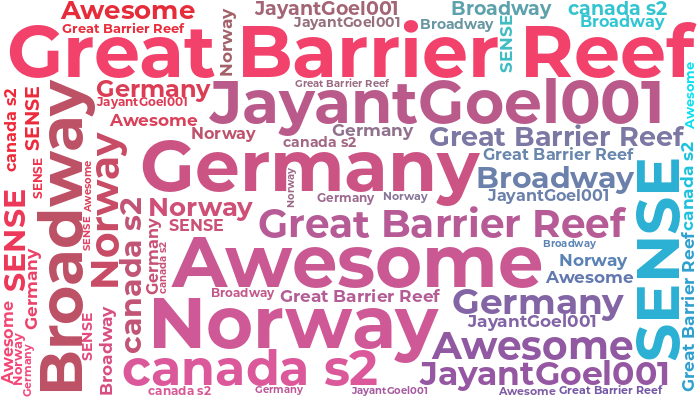 Awesome
JayantGoel001
Broadway
canada s2
Great Barrier Reef
Norway
JayantGoel001
Broadway
SENSE
Broadway
Great Barrier Reef
Awesome
canada s2
SENSE
Germany
Great Barrier Reef
JayantGoel001
JayantGoel001
Awesome
Norway
Germany
canada s2
Great Barrier Reef
Broadway
Norway
SENSE
Awesome
Germany
Great Barrier Reef
Broadway
SENSE
canada s2
Norway
Germany
Norway
JayantGoel001
SENSE
Norway
SENSE
canada s2
Germany
canada s2
Great Barrier Reef
Broadway
Awesome
Norway
Awesome
Great Barrier Reef
Germany
Broadway
Great Barrier Reef
Germany
JayantGoel001
Awesome
Norway
Germany
SENSE
Broadway
Norway
Awesome
canada s2
JayantGoel001
canada s2
Germany
JayantGoel001
Awesome
Great Barrier Reef